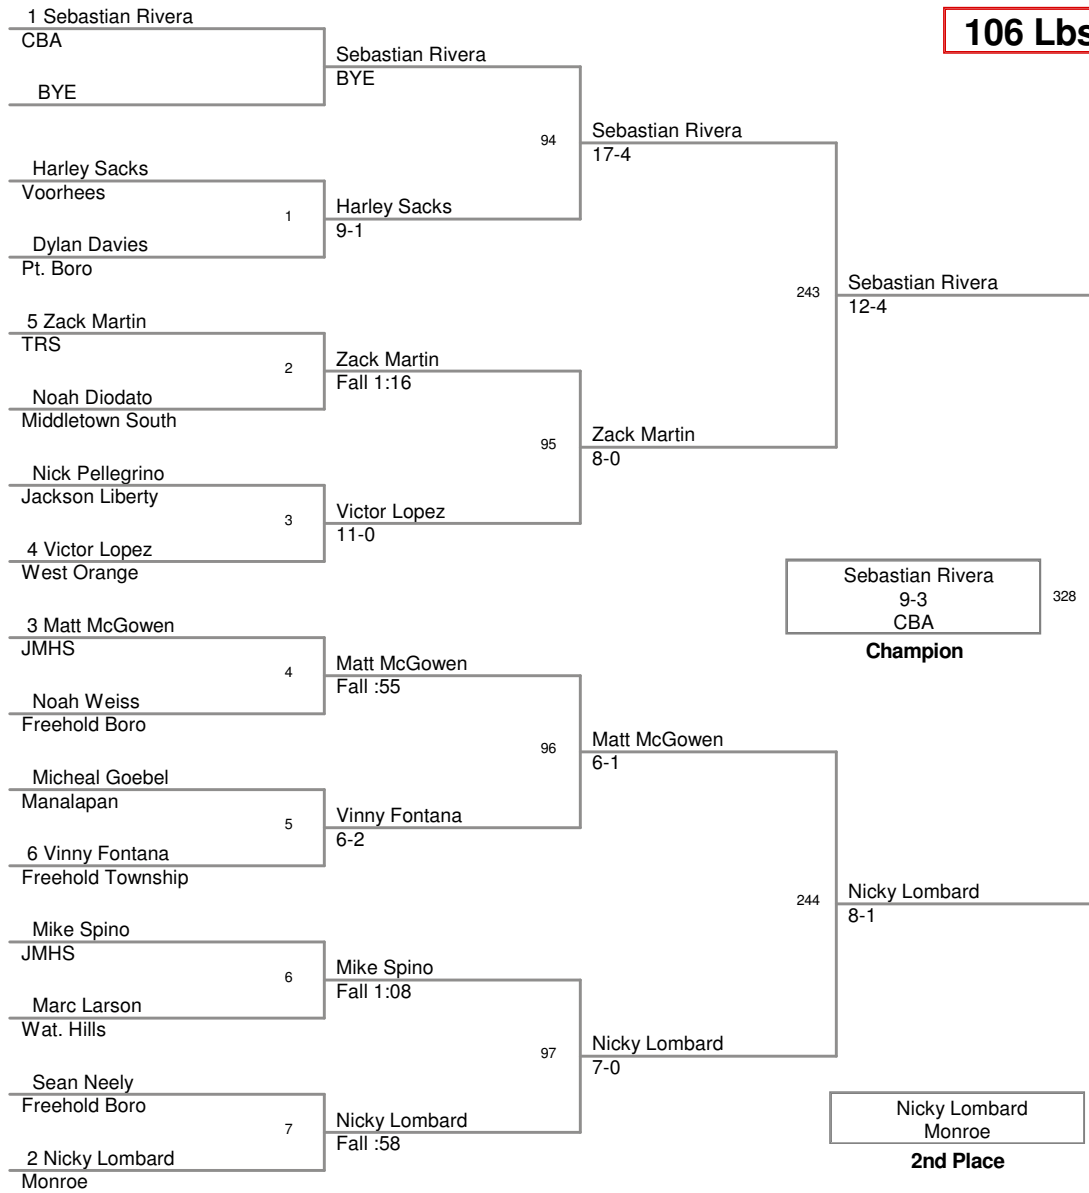 1 Sebastian Rivera
CBA
BYE
Harley Sacks
Voorhees
1
Dylan Davies
Pt. Boro
5 Zack Martin
TRS
2
Noah Diodato
Middletown South
Nick Pellegrino
Jackson Liberty
3
4 Victor Lopez
West Orange
3 Matt McGowen
JMHS
4
Noah Weiss
Freehold Boro
Micheal Goebel
Manalapan
5
6 Vinny Fontana
Freehold Township
Mike Spino
JMHS
6
Marc Larson
Wat. Hills
Sean Neely
Freehold Boro
7
2 Nicky Lombard
Monroe
Sebastian Rivera
BYE
94
Harley Sacks
9-1
Zack Martin
Fall 1:16
95
Victor Lopez
11-0
Matt McGowen
Fall :55
96
Vinny Fontana
6-2
Mike Spino
Fall 1:08
97
Nicky Lombard
Fall :58
Sebastian Rivera
17-4
243
Zack Martin
8-0
Matt McGowen
6-1
244
Nicky Lombard
7-0
106 Lbs
Sebastian Rivera
12-4
Sebastian Rivera
9-3
CBA
328
Champion
Nicky Lombard
8-1
Nicky Lombard
Monroe
2nd Place